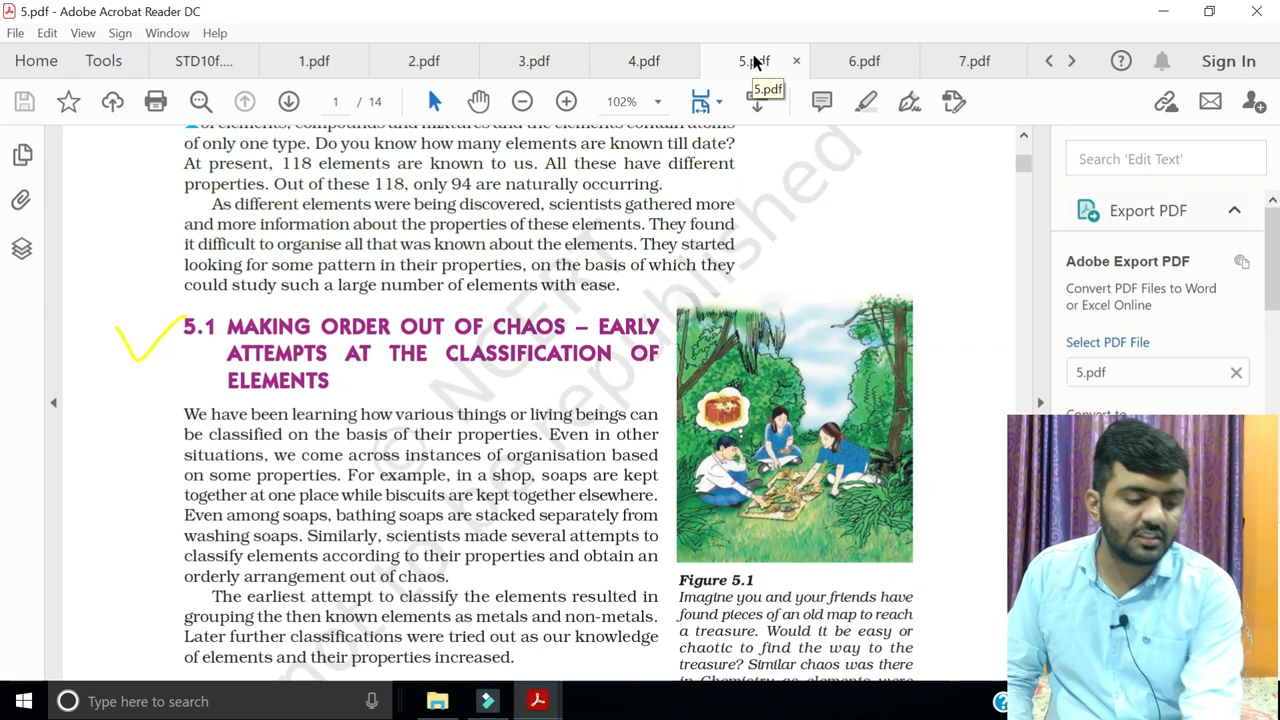 5.pdf - Adobe Acrobat Reader DC
File Edit View Sign Window Help
Home Tools STD10f.... 1.pdf 2.pdf 3.pdf 4.pdf 5.pdf × 6.pdf 7.pdf Sign In
5.pdf
1 / 14 102%
of elements, compounds and mixtures and the elements contain atoms
of only one type. Do you know how many elements are known till date?
At present, 118 elements are known to us. All these have different
properties. Out of these 118, only 94 are naturally occurring.
As different elements were being discovered, scientists gathered more
and more information about the properties of these elements. They found
it difficult to organise all that was known about the elements. They started
looking for some pattern in their properties, on the basis of which they
could study such a large number of elements with ease.
5.1 MAKING ORDER OUT OF CHAOS – EARLY
ATTEMPTS AT THE CLASSIFICATION OF
ELEMENTS
We have been learning how various things or living beings can
be classified on the basis of their properties. Even in other
situations, we come across instances of organisation based
on some properties. For example, in a shop, soaps are kept
together at one place while biscuits are kept together elsewhere.
Even among soaps, bathing soaps are stacked separately from
washing soaps. Similarly, scientists made several attempts to
classify elements according to their properties and obtain an
orderly arrangement out of chaos.
The earliest attempt to classify the elements resulted in
grouping the then known elements as metals and non-metals.
Later further classifications were tried out as our knowledge
of elements and their properties increased.
Figure 5.1
Imagine you and your friends have
found pieces of an old map to reach
a treasure. Would it be easy or
chaotic to find the way to the
treasure? Similar chaos was there
in Chemistry as elements were
© NCERT
not to be republished
Search 'Edit Text'
Export PDF
Adobe Export PDF
Convert PDF Files to Word
or Excel Online
Select PDF File
5.pdf ×
Convert to
Type here to search